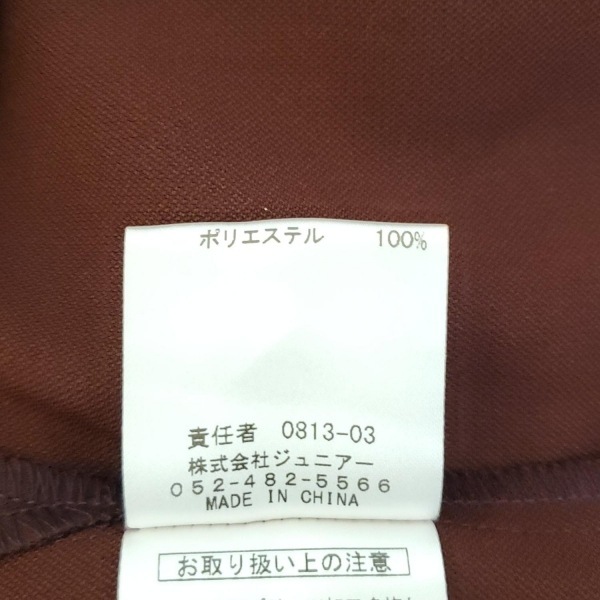 ポリエステル 100%
責任者 0813-03
株式会社ジュニアー
052-482-5566
MADE IN CHINA
お取り扱い上の注意